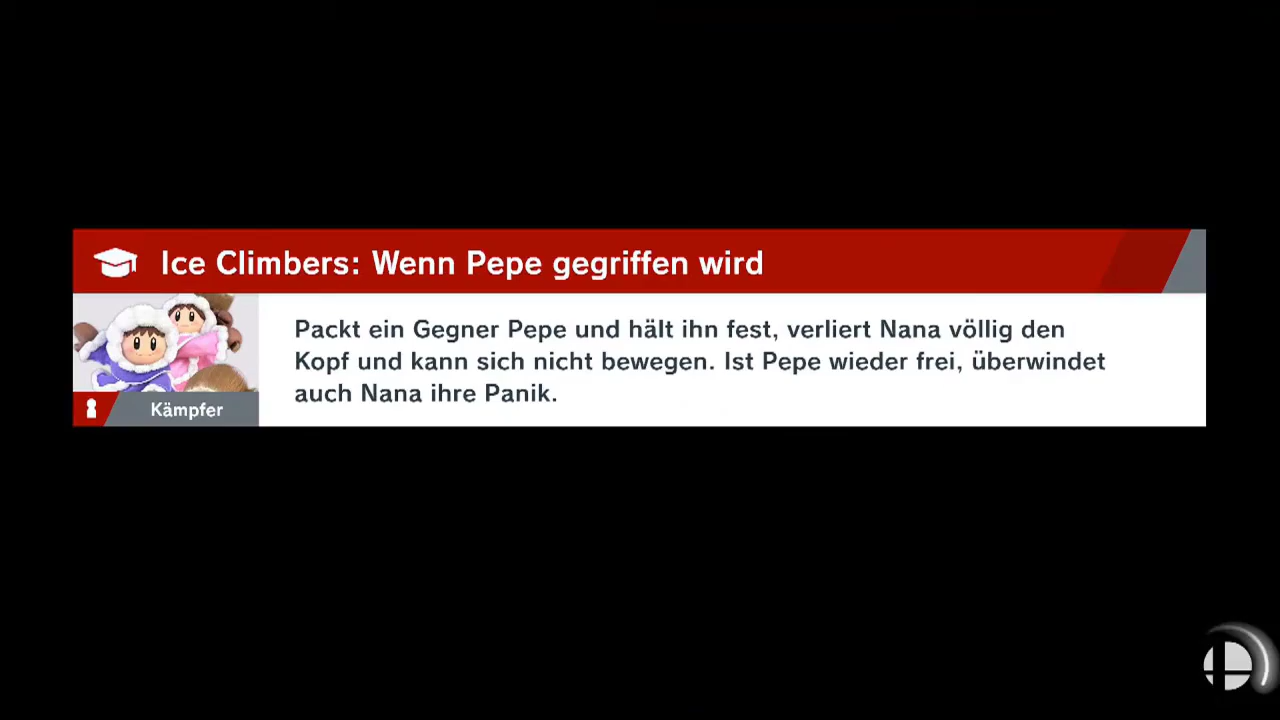 Ice Climbers: Wenn Pepe gegriffen wird
Packt ein Gegner Pepe und hält ihn fest, verliert Nana völlig den
Kopf und kann sich nicht bewegen. Ist Pepe wieder frei, überwindet
auch Nana ihre Panik.
Kämpfer